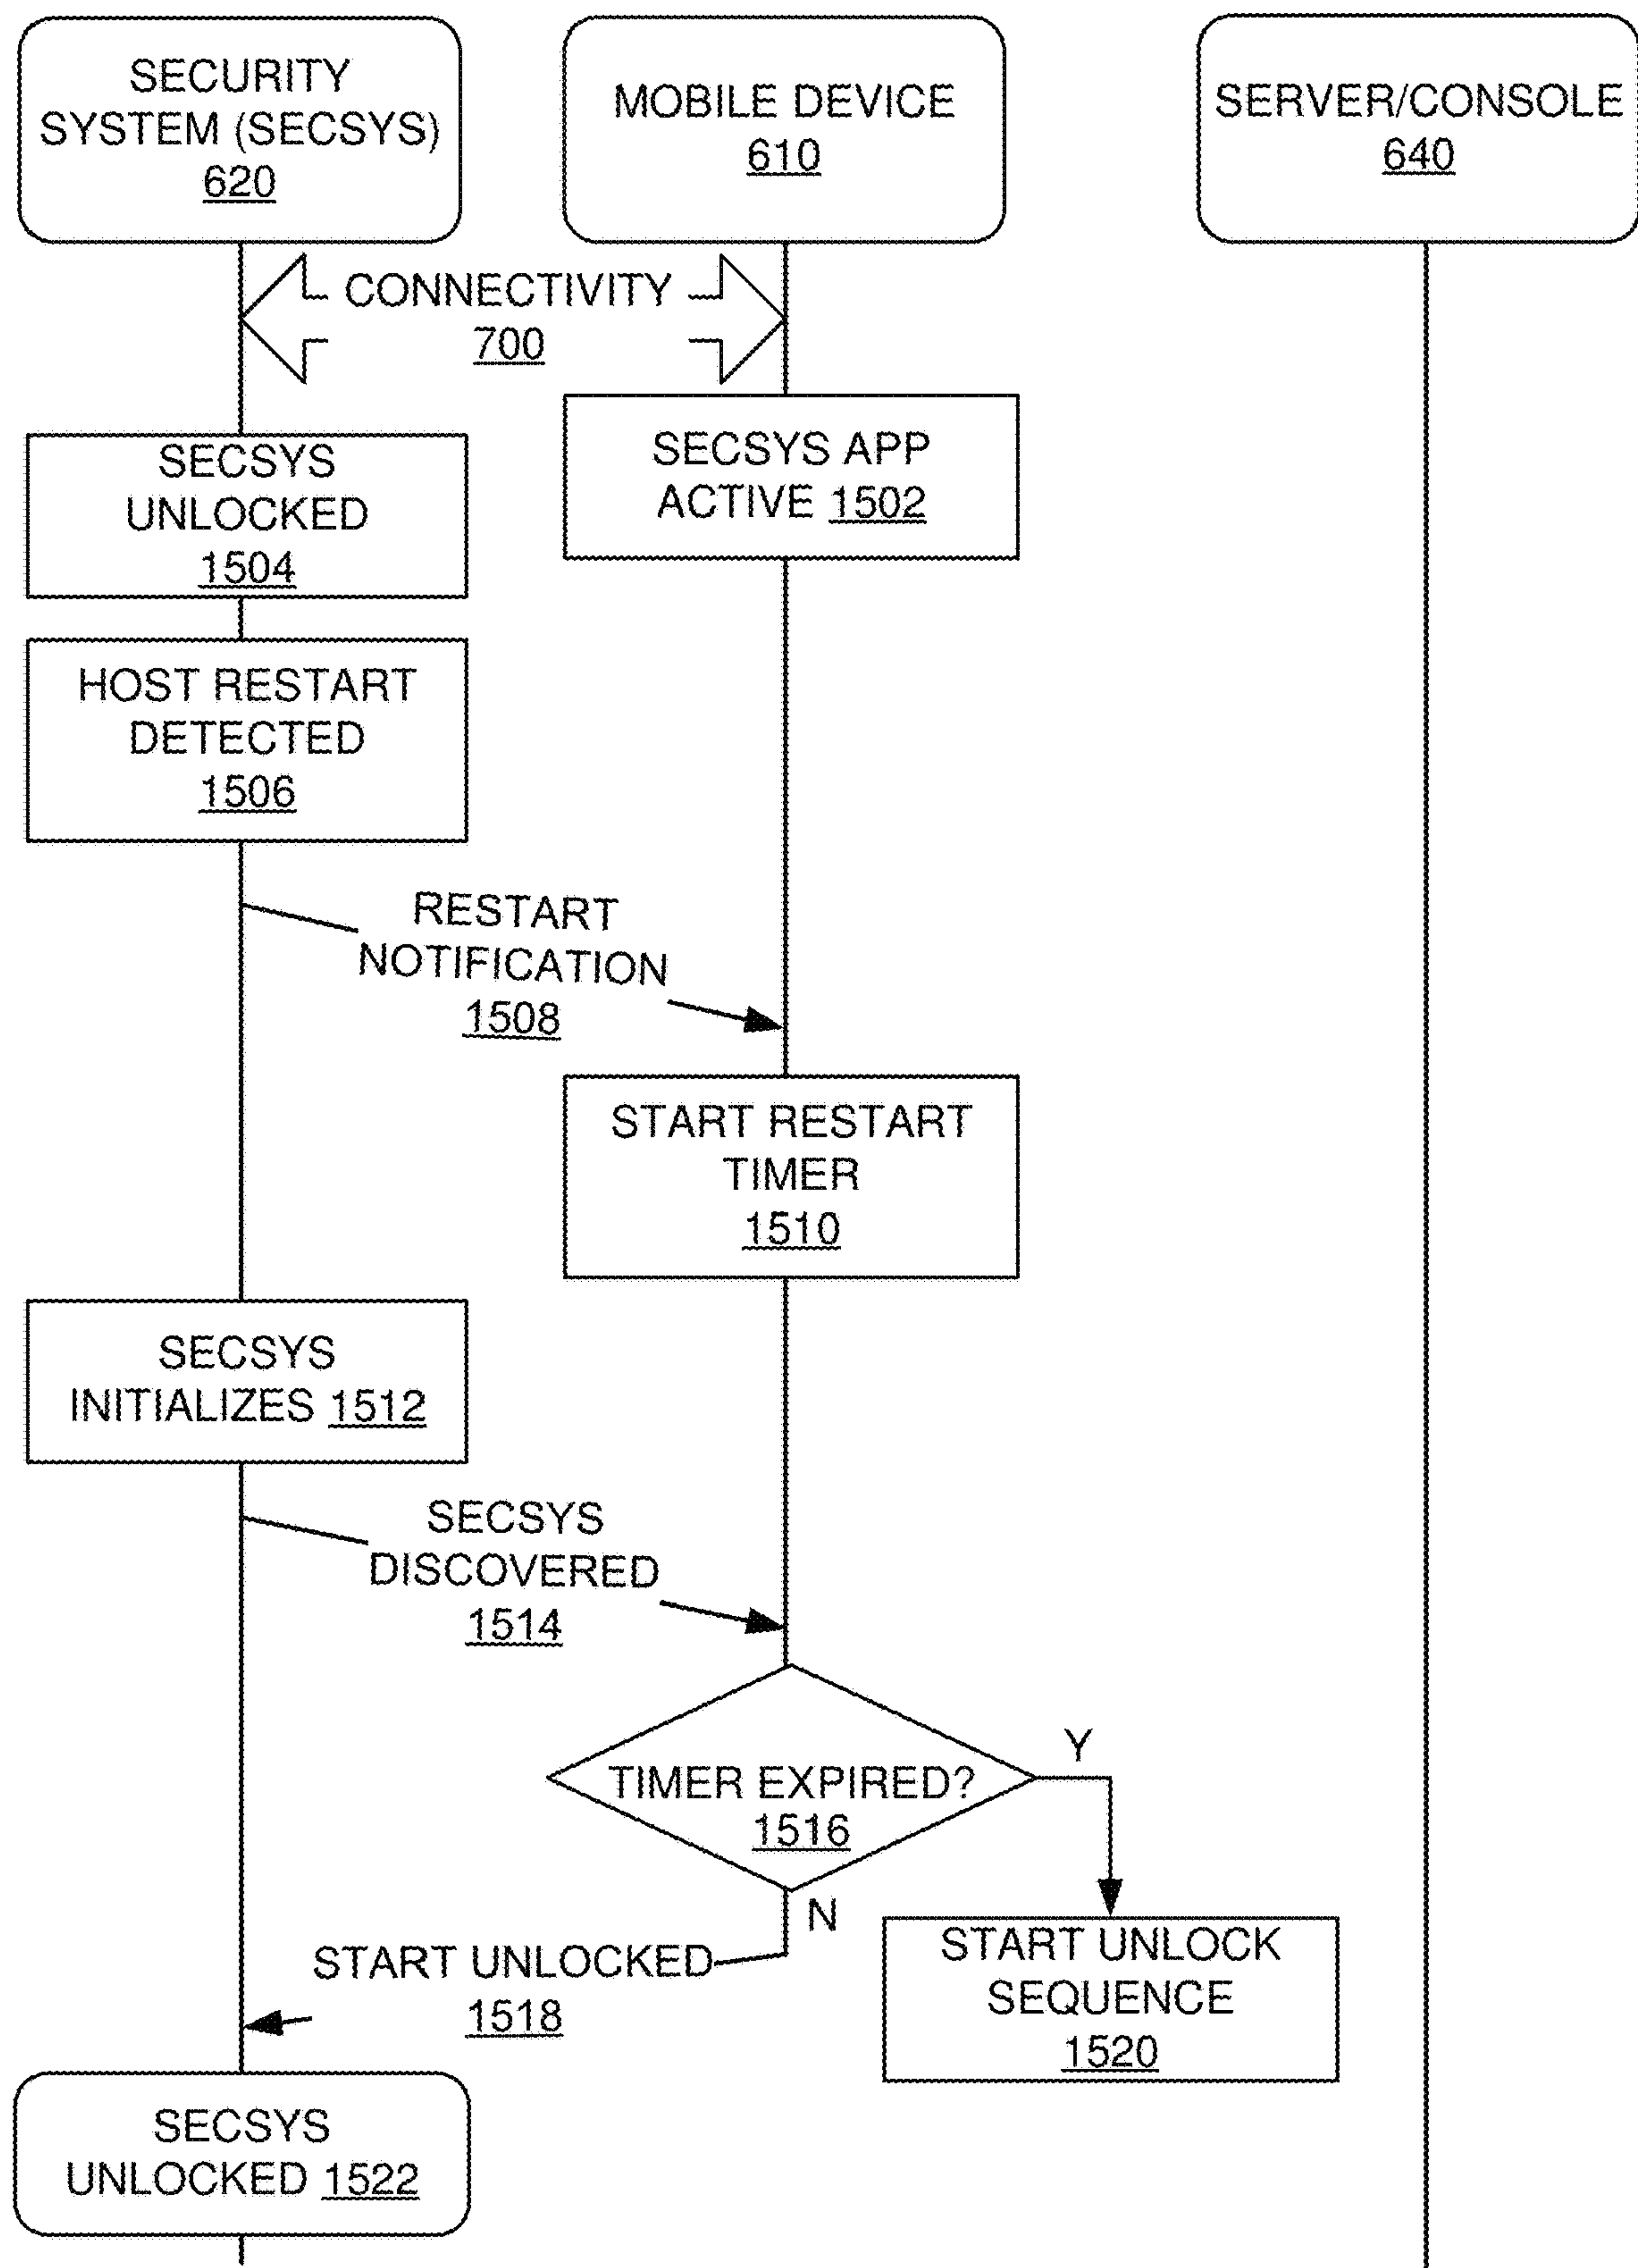 SECURITY
SYSTEM (SECSYS)
620
MOBILE DEVICE
610
SERVER/CONSOLE
640
CONNECTIVITY
700
SECSYS
UNLOCKED
1504
SECSYS APP
ACTIVE 1502
HOST RESTART
DETECTED
1506
RESTART
NOTIFICATION
1508
START RESTART
TIMER
1510
SECSYS
INITIALIZES 1512
SECSYS
DISCOVERED
1514
TIMER EXPIRED?
1516
Y
N
START UNLOCKED
1518
START UNLOCK
SEQUENCE
1520
SECSYS
UNLOCKED 1522